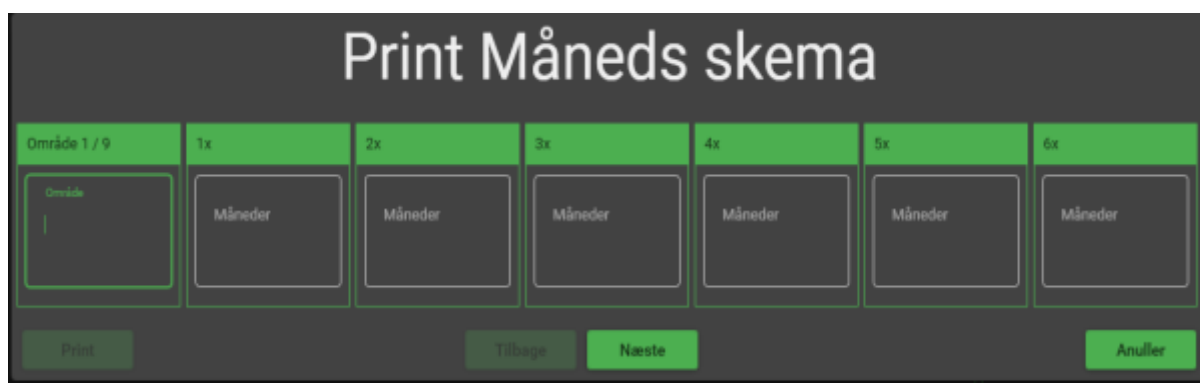 Print Måneds skema
Område 1 / 9 1x 2x 3x 4x 5x 6x
Område
Måneder Måneder Måneder Måneder Måneder Måneder
Print Tilbage Næste Anuller